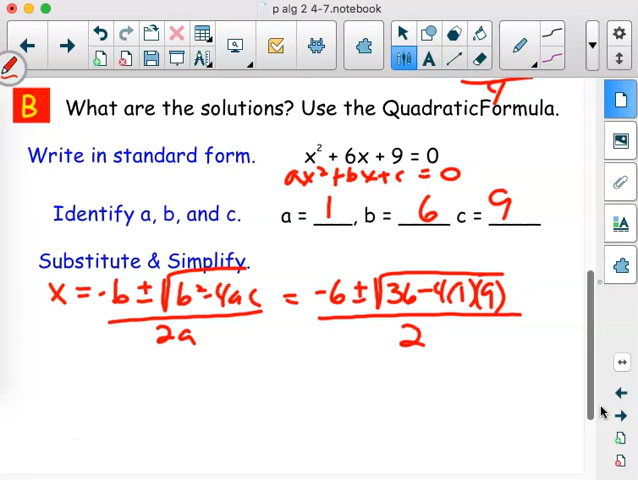 p alg 2 4-7.notebook
4
B What are the solutions? Use the QuadraticFormula.
Write in standard form. x² + 6x + 9 = 0
ax²+bx+c = 0
Identify a, b, and c. a = 1, b = 6 c = 9
Substitute & Simplify.
x = -b ± √b²-4ac / 2a = -6 ± √36-4(1)(9) / 2